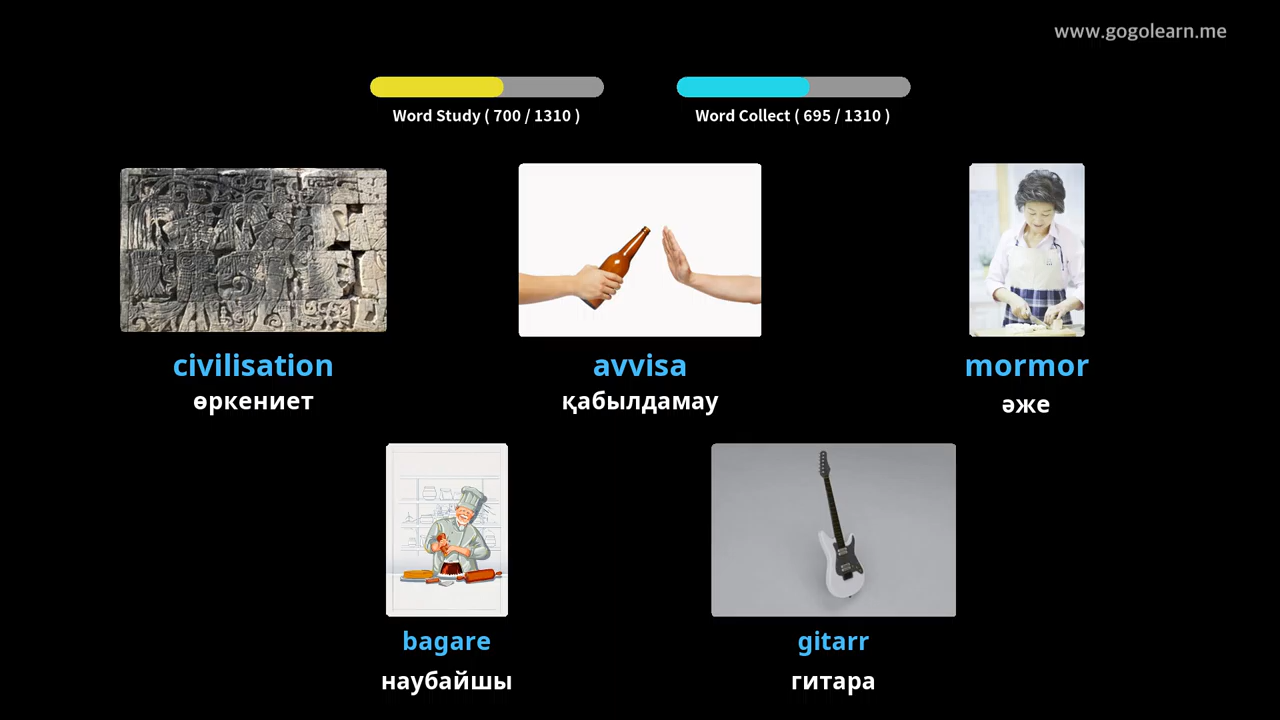 www.gogolearn.me
Word Study ( 700 / 1310 )
Word Collect ( 695 / 1310 )
civilisation
өркениет
avvisa
қабылдамау
mormor
әже
bagare
наубайшы
gitarr
гитара